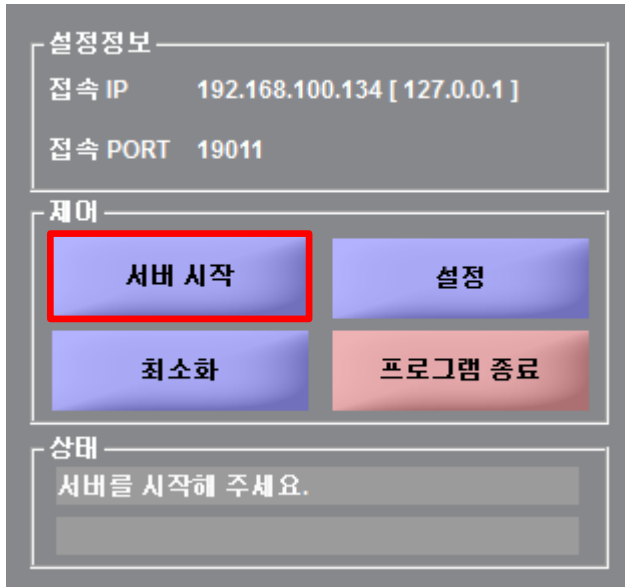 설정정보
접속 IP 192.168.100.134 [ 127.0.0.1 ]
접속 PORT 19011
제어
서버 시작 설정
최소화 프로그램 종료
상태
서버를 시작해 주세요.